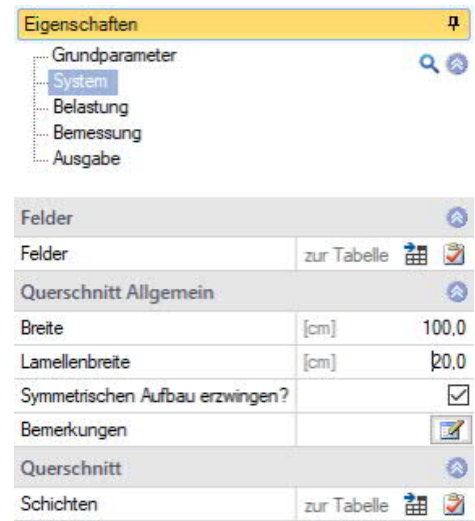 Eigenschaften
Grundparameter
System
Belastung
Bemessung
Ausgabe
Felder
Felder zur Tabelle
Querschnitt Allgemein
Breite [cm] 100,0
Lamellenbreite [cm] 20,0
Symmetrischen Aufbau erzwingen?
Bemerkungen
Querschnitt
Schichten zur Tabelle